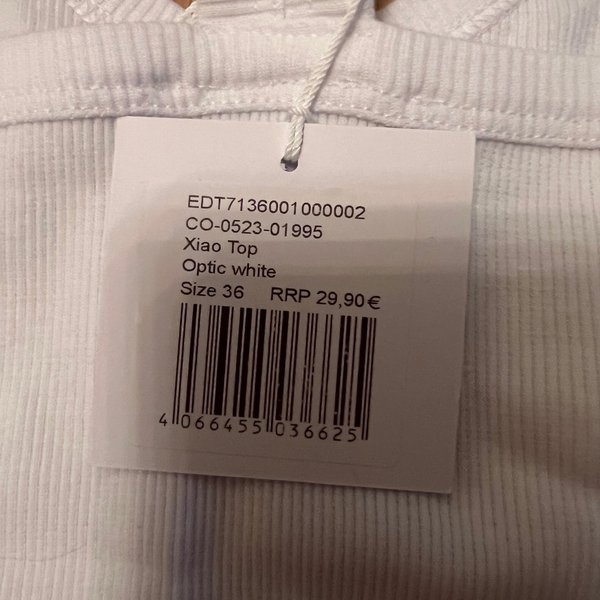 EDT7136001000002
CO-0523-01995
Xiao Top
Optic white
Size 36 RRP 29,90€
4 066455 036625